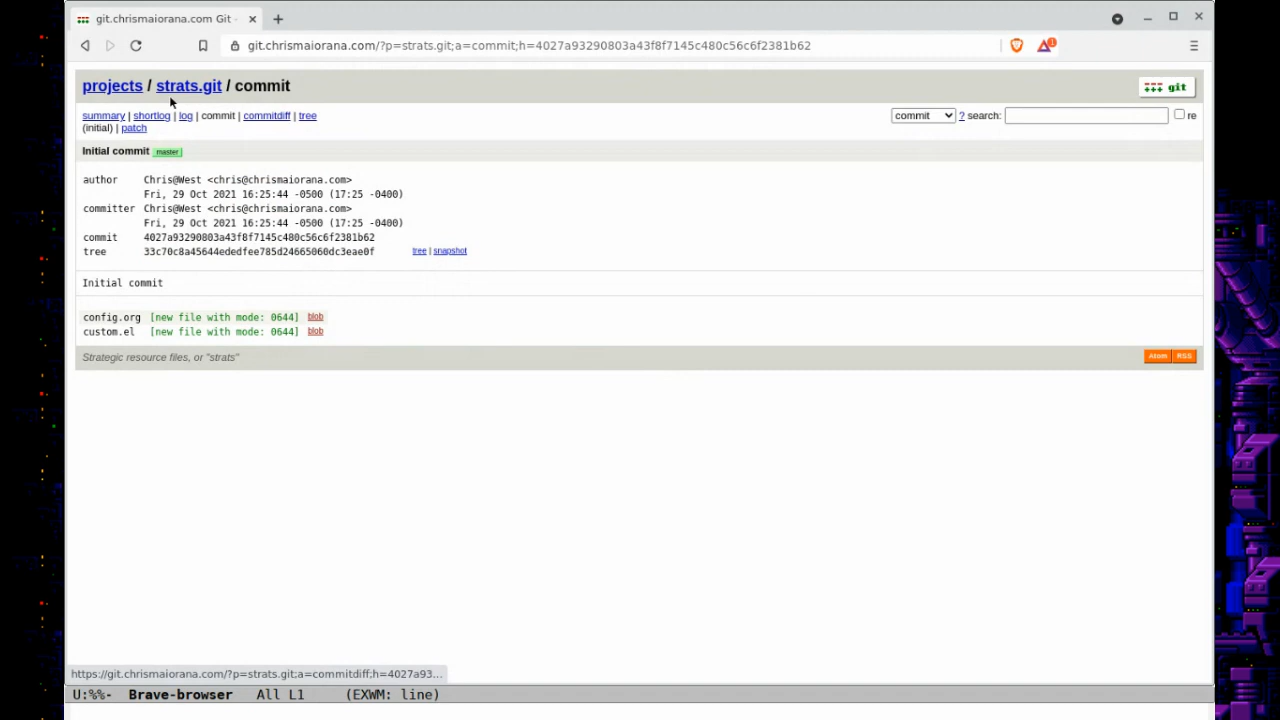 git.chrismaiorana.com Git -
git.chrismaiorana.com/?p=strats.git;a=commit;h=4027a93290803a43f8f7145c480c56c6f2381b62
1
projects / strats.git / commit
git
summary | shortlog | log | commit | commitdiff | tree
commit ? search: re
(initial) | patch
Initial commit master
author Chris@West <chris@chrismaiorana.com>
Fri, 29 Oct 2021 16:25:44 -0500 (17:25 -0400)
committer Chris@West <chris@chrismaiorana.com>
Fri, 29 Oct 2021 16:25:44 -0500 (17:25 -0400)
commit 4027a93290803a43f8f7145c480c56c6f2381b62
tree 33c70c8a45644ededfee785d24665060dc3eae0f tree | snapshot
Initial commit
config.org [new file with mode: 0644] blob
custom.el [new file with mode: 0644] blob
Strategic resource files, or "strats"
Atom RSS
https://git.chrismaiorana.com/?p=strats.git;a=commitdiff;h=4027a93...
U:%%- Brave-browser All L1 (EXWM: line)